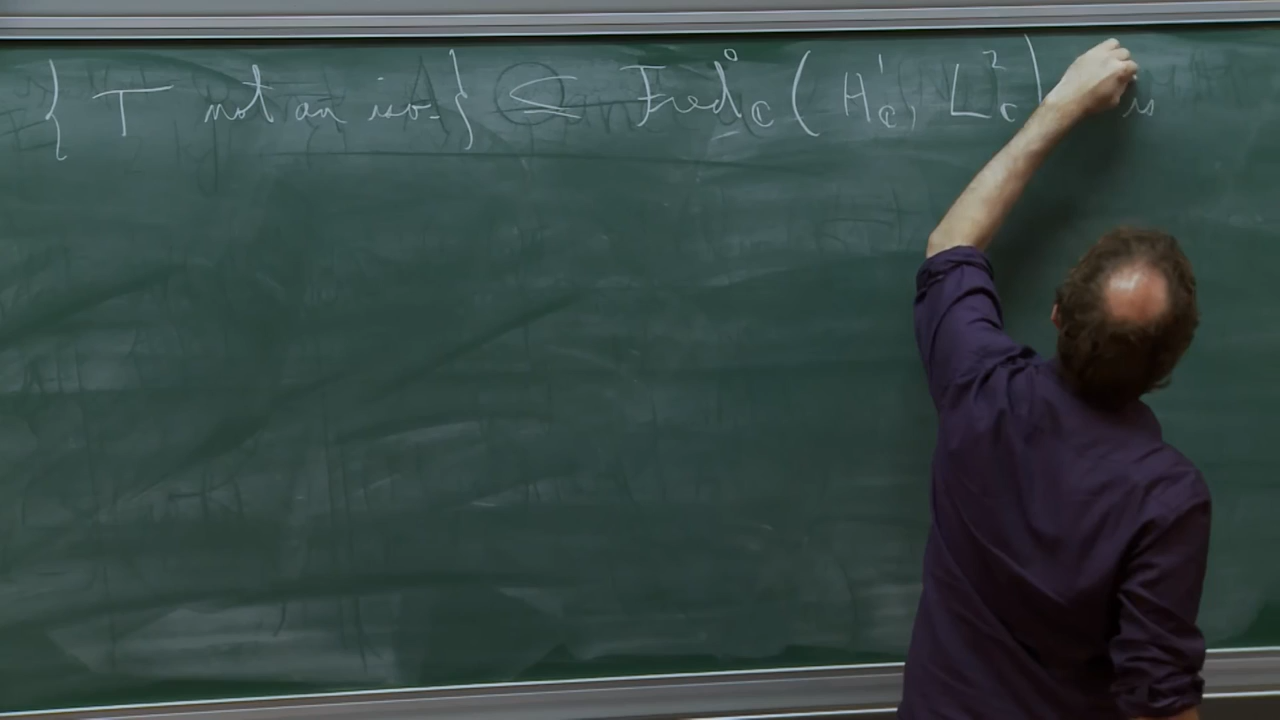 { T not an iso. } ⊆ Fred⁰_ℂ ( H¹_ℂ, L²_ℂ ) is